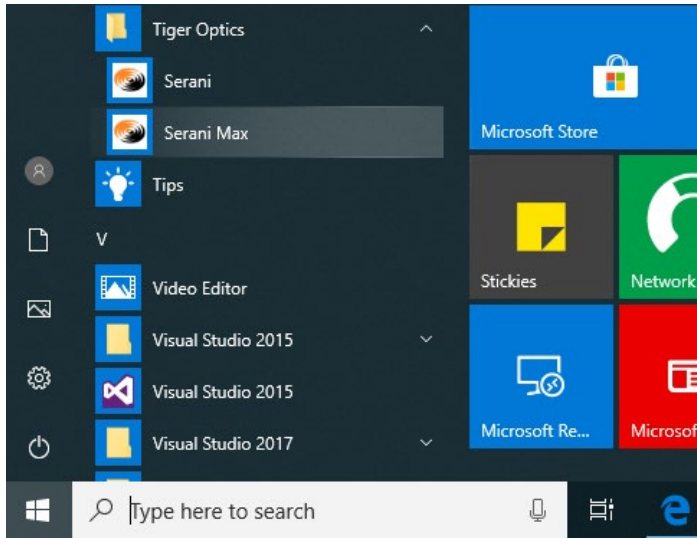 Tiger Optics
Serani
Serani Max
Tips
V
Video Editor
Visual Studio 2015
Visual Studio 2015
Visual Studio 2017
Microsoft Store
Stickies
Network
Microsoft Re...
Microsof
Type here to search